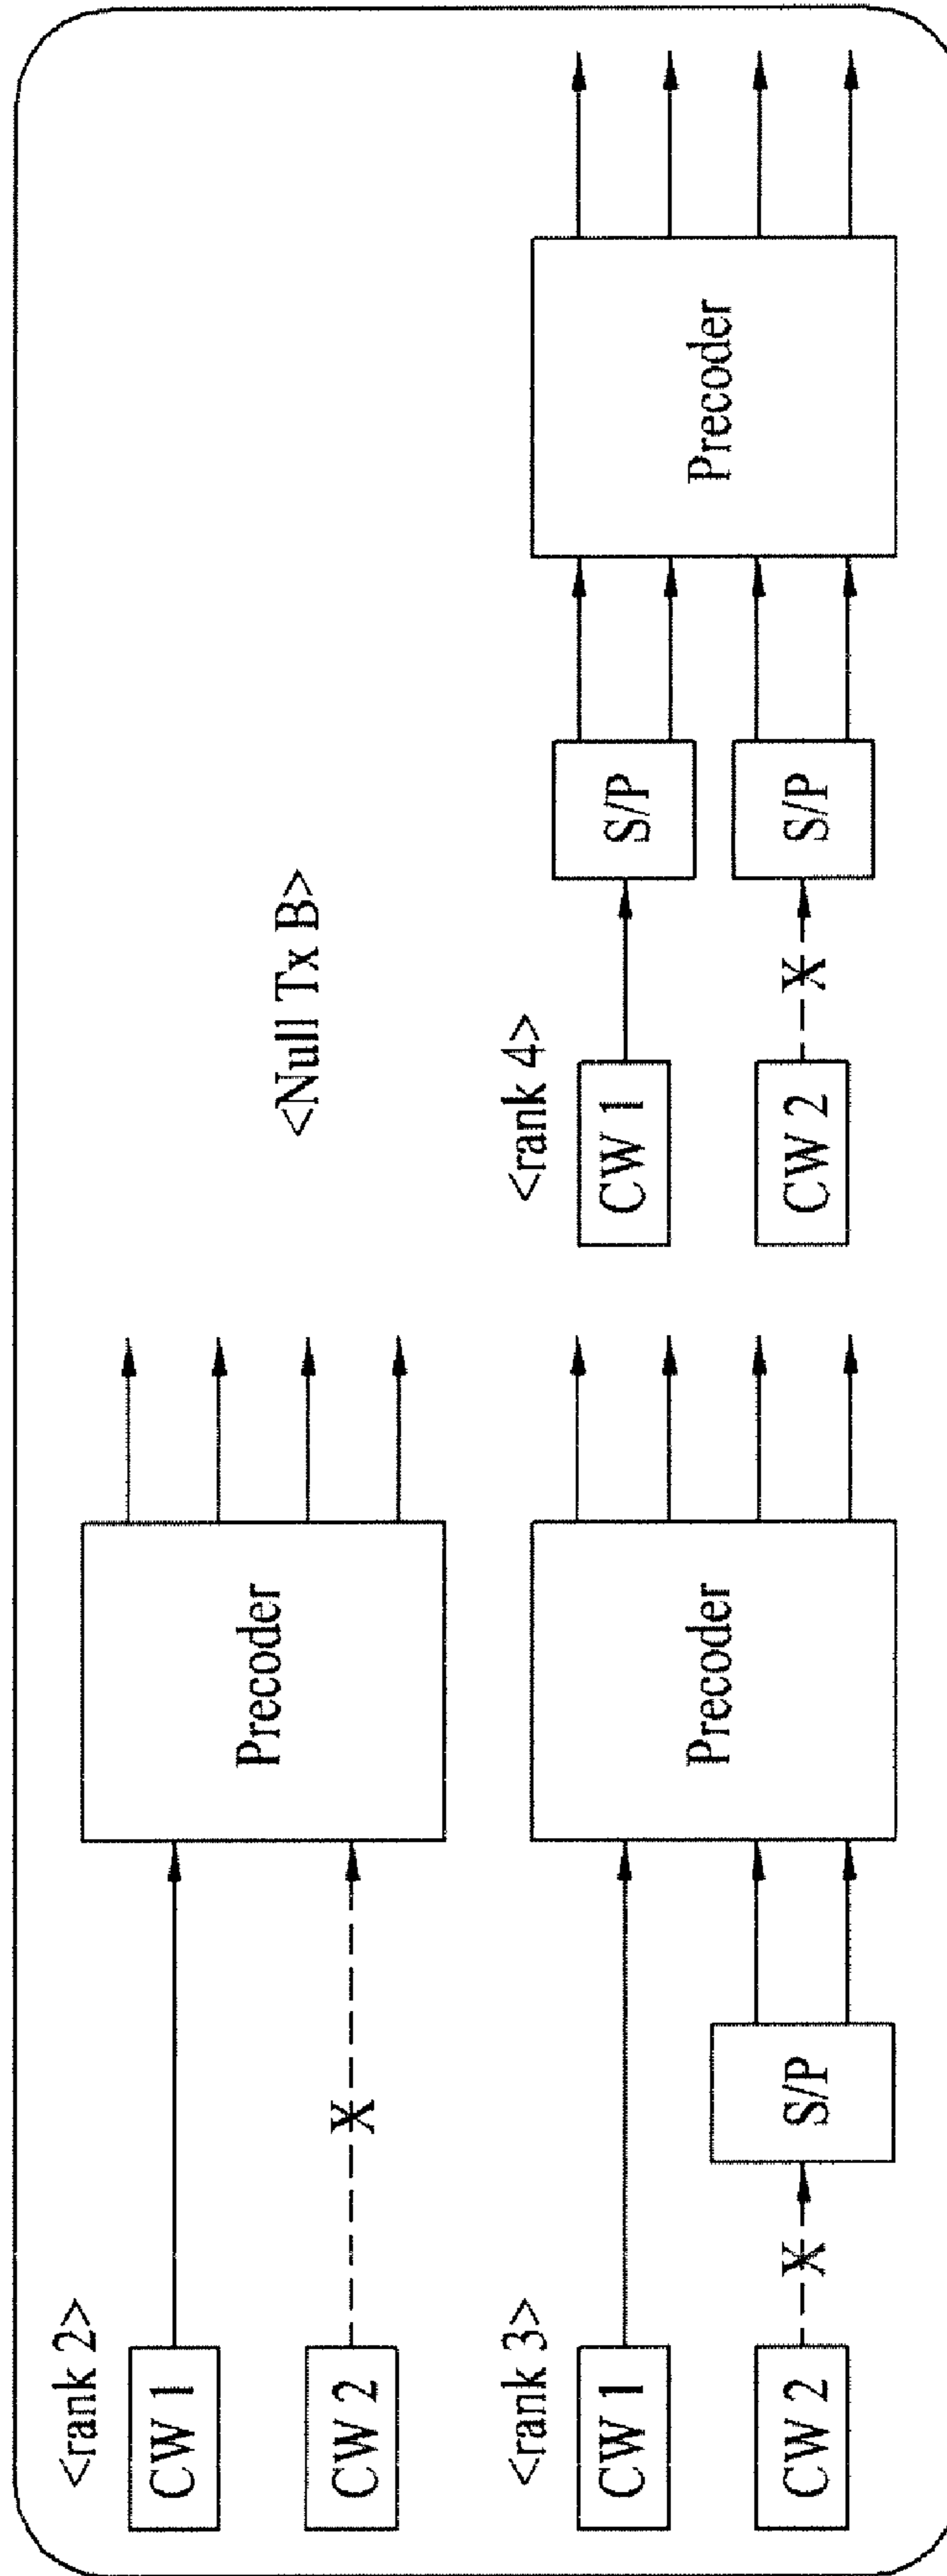 <rank 2>
CW 1
CW 2
X
Precoder
<Null Tx B>
<rank 3>
CW 1
CW 2
X
S/P
Precoder
<rank 4>
CW 1
CW 2
X
S/P
S/P
Precoder